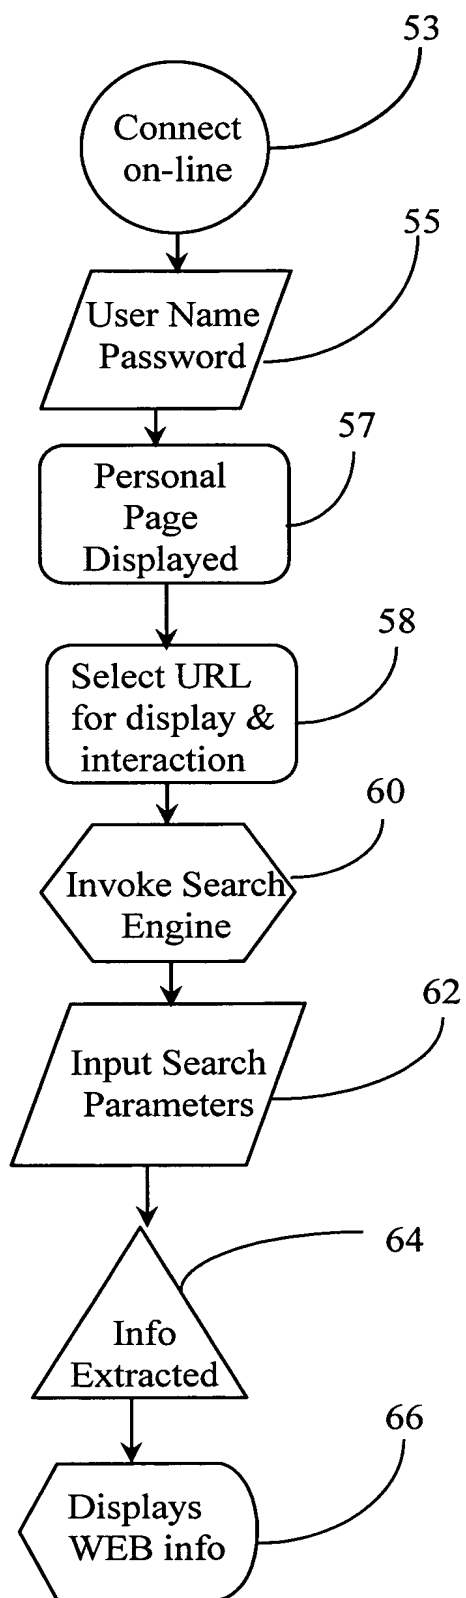 53
Connect
on-line
55
User Name
Password
57
Personal
Page
Displayed
58
Select URL
for display &
interaction
60
Invoke Search
Engine
62
Input Search
Parameters
64
Info
Extracted
66
Displays
WEB info